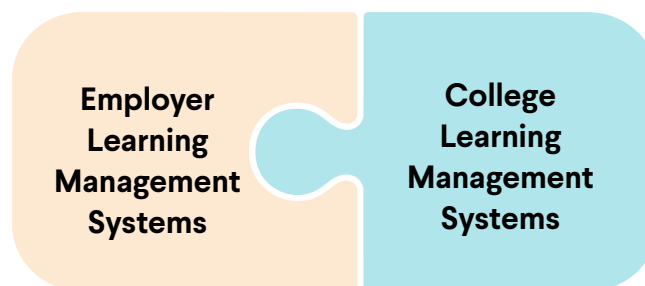 Employer
Learning
Management
Systems
College
Learning
Management
Systems